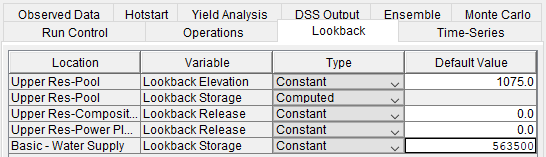 Observed Data Hotstart Yield Analysis DSS Output Ensemble Monte Carlo
Run Control Operations Lookback Time-Series
Location Variable Type Default Value
Upper Res-Pool Lookback Elevation Constant 1075.0
Upper Res-Pool Lookback Storage Computed
Upper Res-Composit... Lookback Release Constant 0.0
Upper Res-Power Pl... Lookback Release Constant 0.0
Basic - Water Supply Lookback Storage Constant 563500